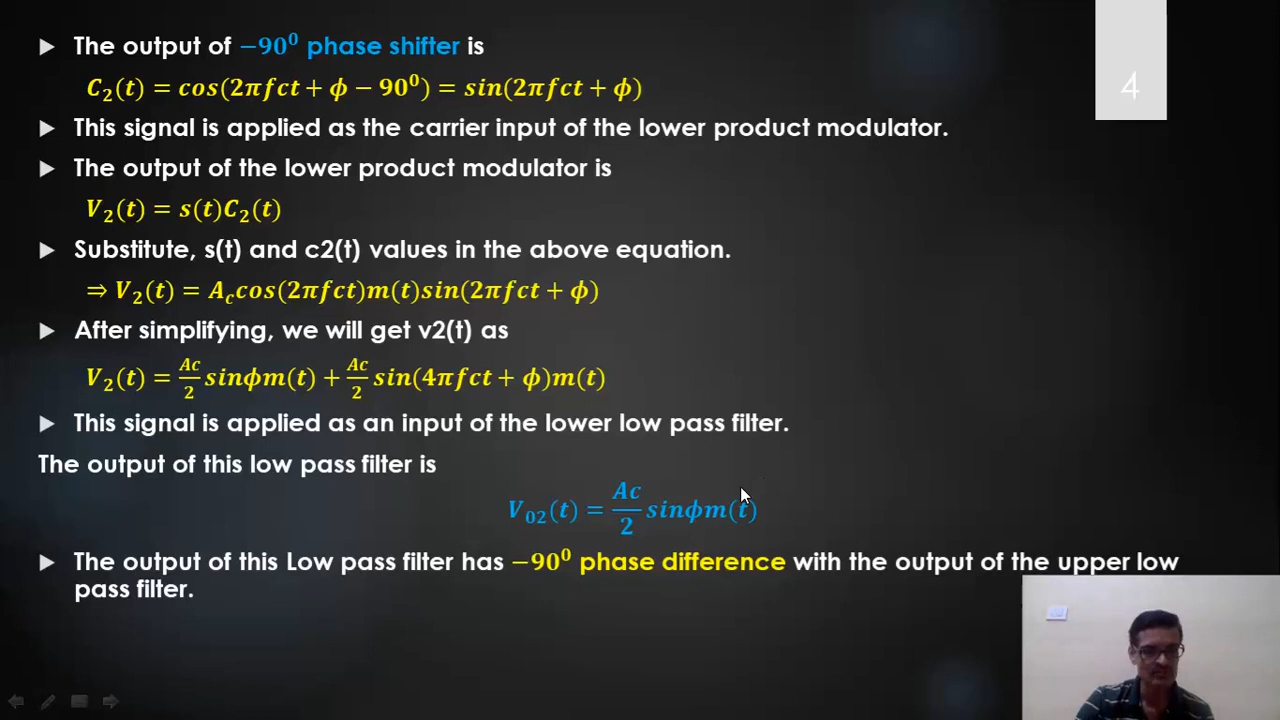 4
The output of −90⁰ phase shifter is
C₂(t) = cos(2πfct + ϕ − 90⁰) = sin(2πfct + ϕ)
This signal is applied as the carrier input of the lower product modulator.
The output of the lower product modulator is
V₂(t) = s(t)C₂(t)
Substitute, s(t) and c2(t) values in the above equation.
⇒ V₂(t) = A_c cos(2πfct)m(t)sin(2πfct + ϕ)
After simplifying, we will get v2(t) as
V₂(t) = Ac/2 sinϕm(t) + Ac/2 sin(4πfct + ϕ)m(t)
This signal is applied as an input of the lower low pass filter.
The output of this low pass filter is
V₀₂(t) = Ac/2 sinϕm(t)
The output of this Low pass filter has −90⁰ phase difference with the output of the upper low
pass filter.